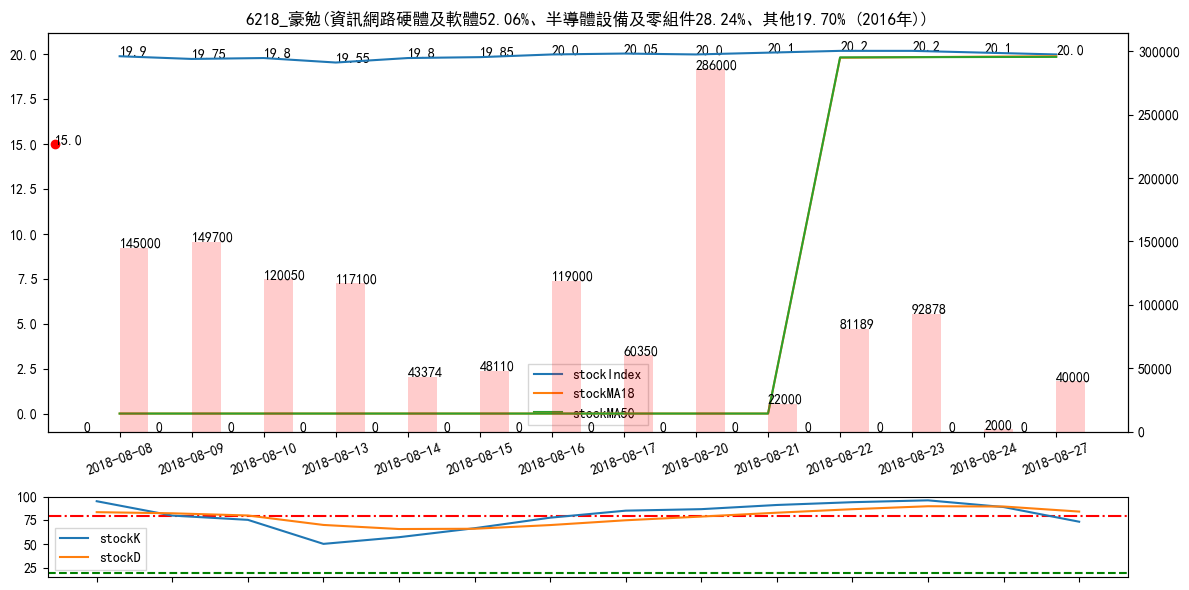 6218_豪勉(資訊網路硬體及軟體52.06%、半導體設備及零組件28.24%、其他19.70% (2016年))
20.0 17.5 15.0 12.5 10.0 7.5 5.0 2.5 0.0
300000 250000 200000 150000 100000 50000 0
19.9 19.75 19.8 19.55 19.8 19.85 20.0 20.05 20.0 20.1 20.2 20.2 20.1 20.0
15.0
145000 149700 120050 117100 43374 48110 119000 60350 286000 22000 81189 92878 2000 40000
stockIndex
stockMA18
stockMA50
0 0 0 0 0 0 0 0 0 0 0 0 0 0
2018-08-08 2018-08-09 2018-08-10 2018-08-13 2018-08-14 2018-08-15 2018-08-16 2018-08-17 2018-08-20 2018-08-21 2018-08-22 2018-08-23 2018-08-24 2018-08-27
100 75 50 25
stockK
stockD